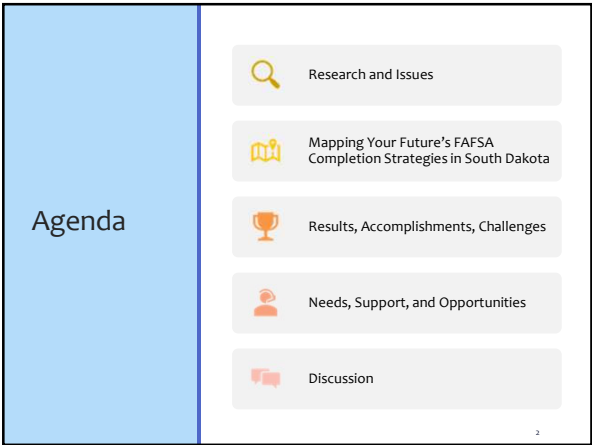 Agenda
Research and Issues
Mapping Your Future's FAFSA
Completion Strategies in South Dakota
Results, Accomplishments, Challenges
Needs, Support, and Opportunities
Discussion
2